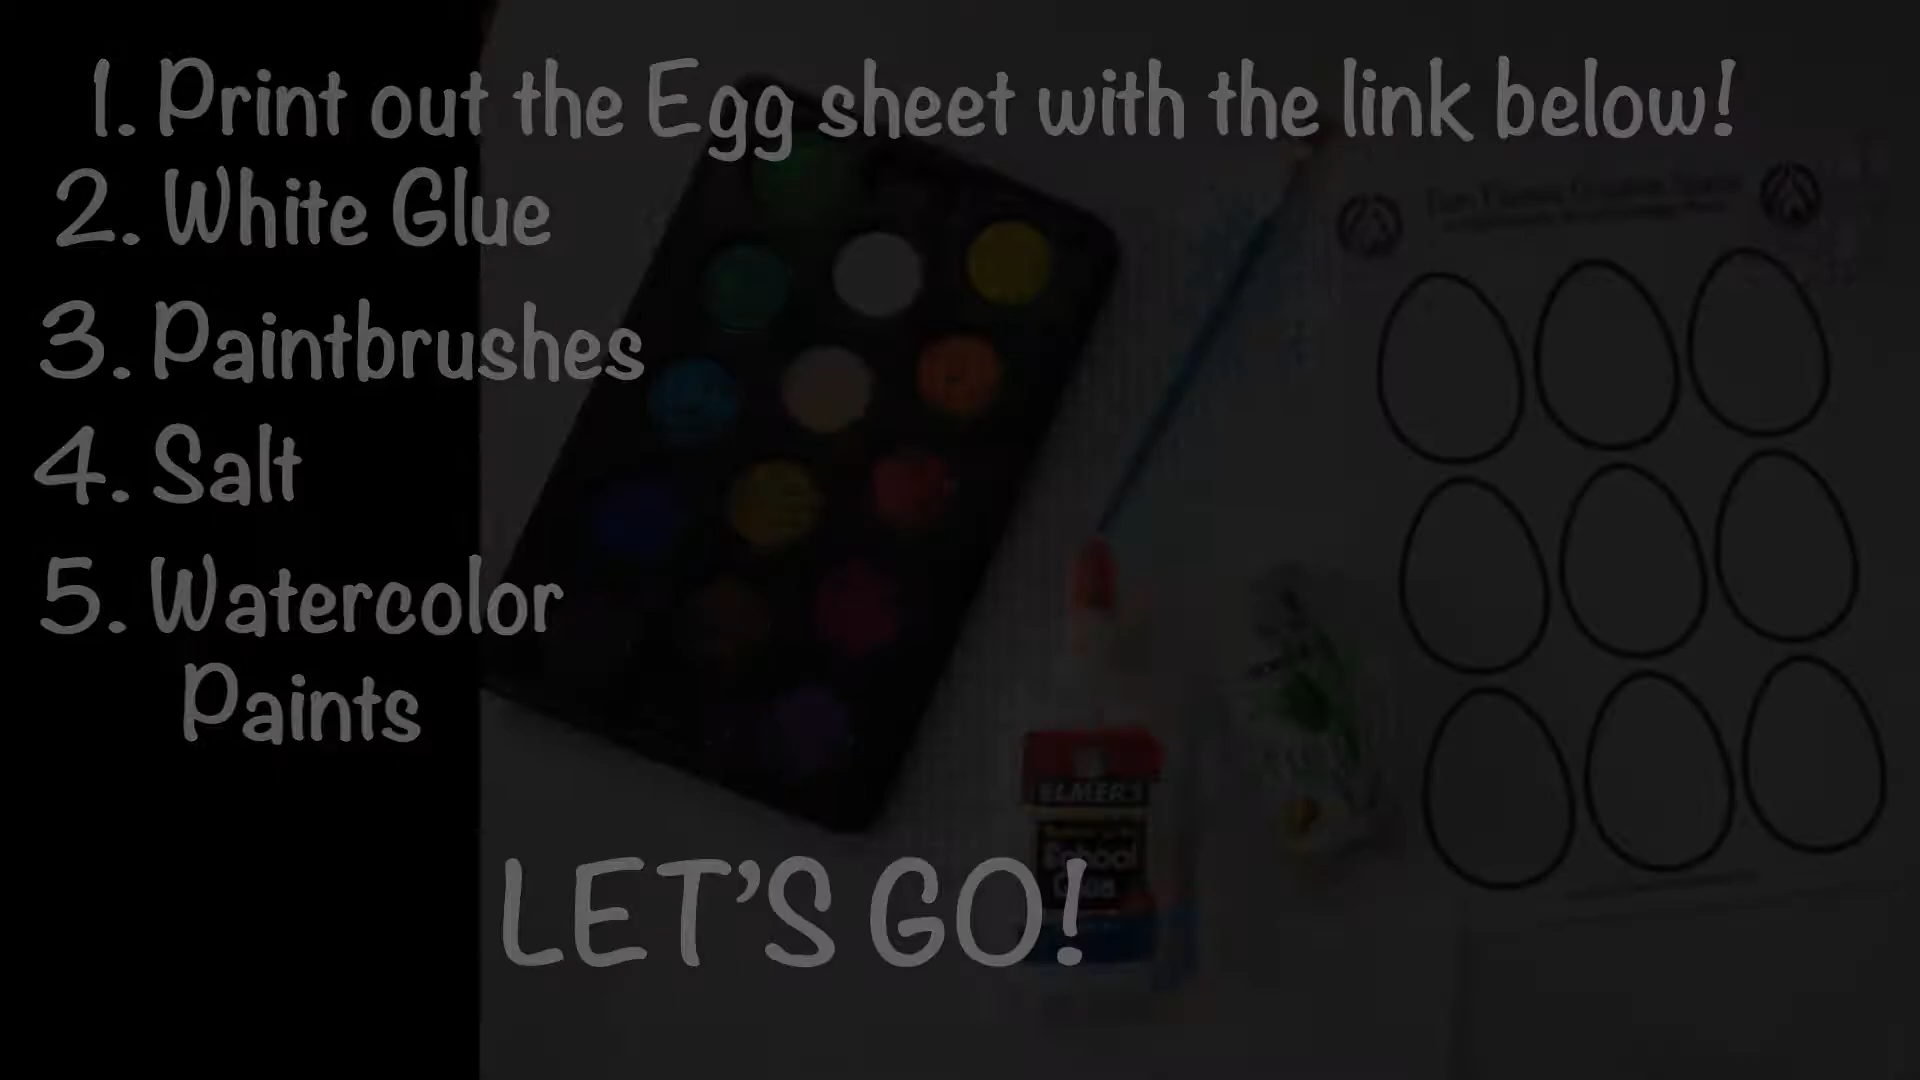 1. Print out the Egg sheet with the link below!
2. White Glue
3. Paintbrushes
4. Salt
5. Watercolor
Paints
LET'S GO!
ELMER'S
School
Glue